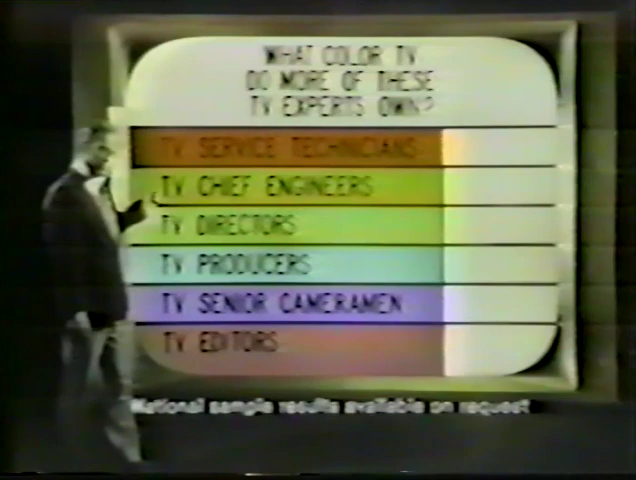 WHAT COLOR TV
DO MORE OF THESE
TV EXPERTS OWN?
TV SERVICE TECHNICIANS
TV CHIEF ENGINEERS
TV DIRECTORS
TV PRODUCERS
TV SENIOR CAMERAMEN
TV EDITORS
National sample results available on request